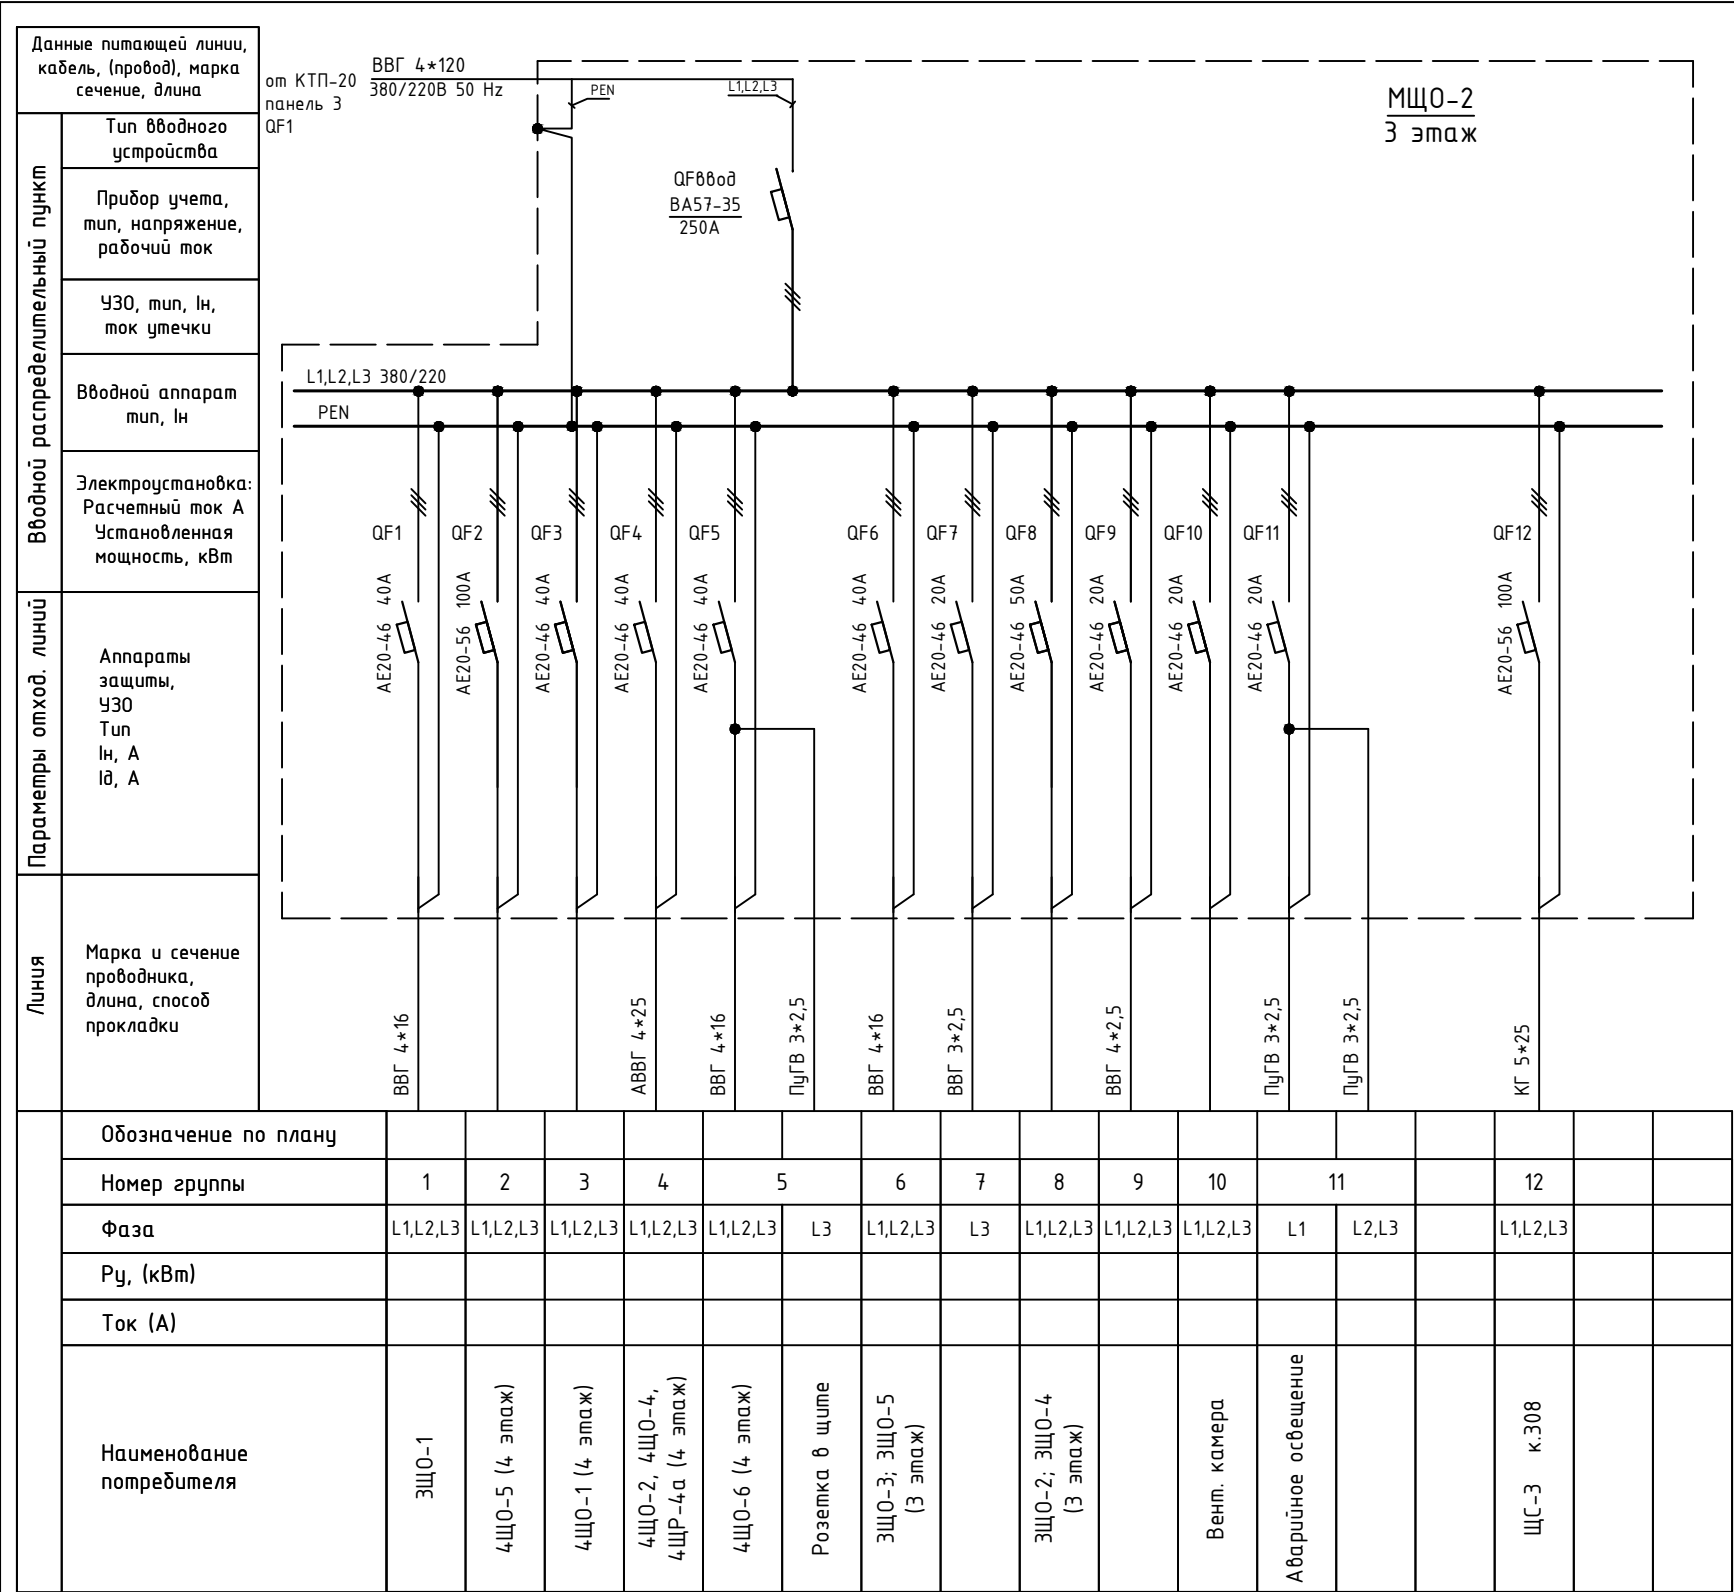 Данные питающей линии,
кабель, (провод), марка
сечение, длина
от КТП-20
панель 3
QF1
ВВГ 4*120
380/220В 50 Hz
PEN
L1,L2,L3
МЩО-2
3 этаж
Вводной распределительный пункт
Тип вводного
устройства
Прибор учета,
тип, напряжение,
рабочий ток
УЗО, тип, Iн,
ток утечки
Вводной аппарат
тип, Iн
Электроустановка:
Расчетный ток А
Установленная
мощность, кВт
QFввод
ВА57-35
250А
L1,L2,L3 380/220
PEN
QF1
QF2
QF3
QF4
QF5
QF6
QF7
QF8
QF9
QF10
QF11
QF12
Параметры отход. линий
Аппараты
защиты,
УЗО
Тип
Iн, А
Iд, А
АЕ20-46 40А
АЕ20-56 100А
АЕ20-46 40А
АЕ20-46 40А
АЕ20-46 40А
АЕ20-46 40А
АЕ20-46 20А
АЕ20-46 50А
АЕ20-46 20А
АЕ20-46 20А
АЕ20-46 20А
АЕ20-56 100А
Линия
Марка и сечение
проводника,
длина, способ
прокладки
ВВГ 4*16
АВВГ 4*25
ВВГ 4*16
ПуГВ 3*2,5
ВВГ 4*16
ВВГ 3*2,5
ВВГ 4*2,5
ПуГВ 3*2,5
ПуГВ 3*2,5
КГ 5*25
Обозначение по плану
Номер группы 1 2 3 4 5 6 7 8 9 10 11 12
Фаза L1,L2,L3 L1,L2,L3 L1,L2,L3 L1,L2,L3 L1,L2,L3 L3 L1,L2,L3 L3 L1,L2,L3 L1,L2,L3 L1,L2,L3 L1 L2,L3 L1,L2,L3
Ру, (кВт)
Ток (А)
Наименование
потребителя
3ЩО-1
4ЩО-5 (4 этаж)
4ЩО-1 (4 этаж)
4ЩО-2, 4ЩО-4,
4ЩР-4а (4 этаж)
4ЩО-6 (4 этаж)
Розетка в щите
3ЩО-3; 3ЩО-5
(3 этаж)
3ЩО-2; 3ЩО-4
(3 этаж)
Вент. камера
Аварийное освещение
ЩС-3 к.308